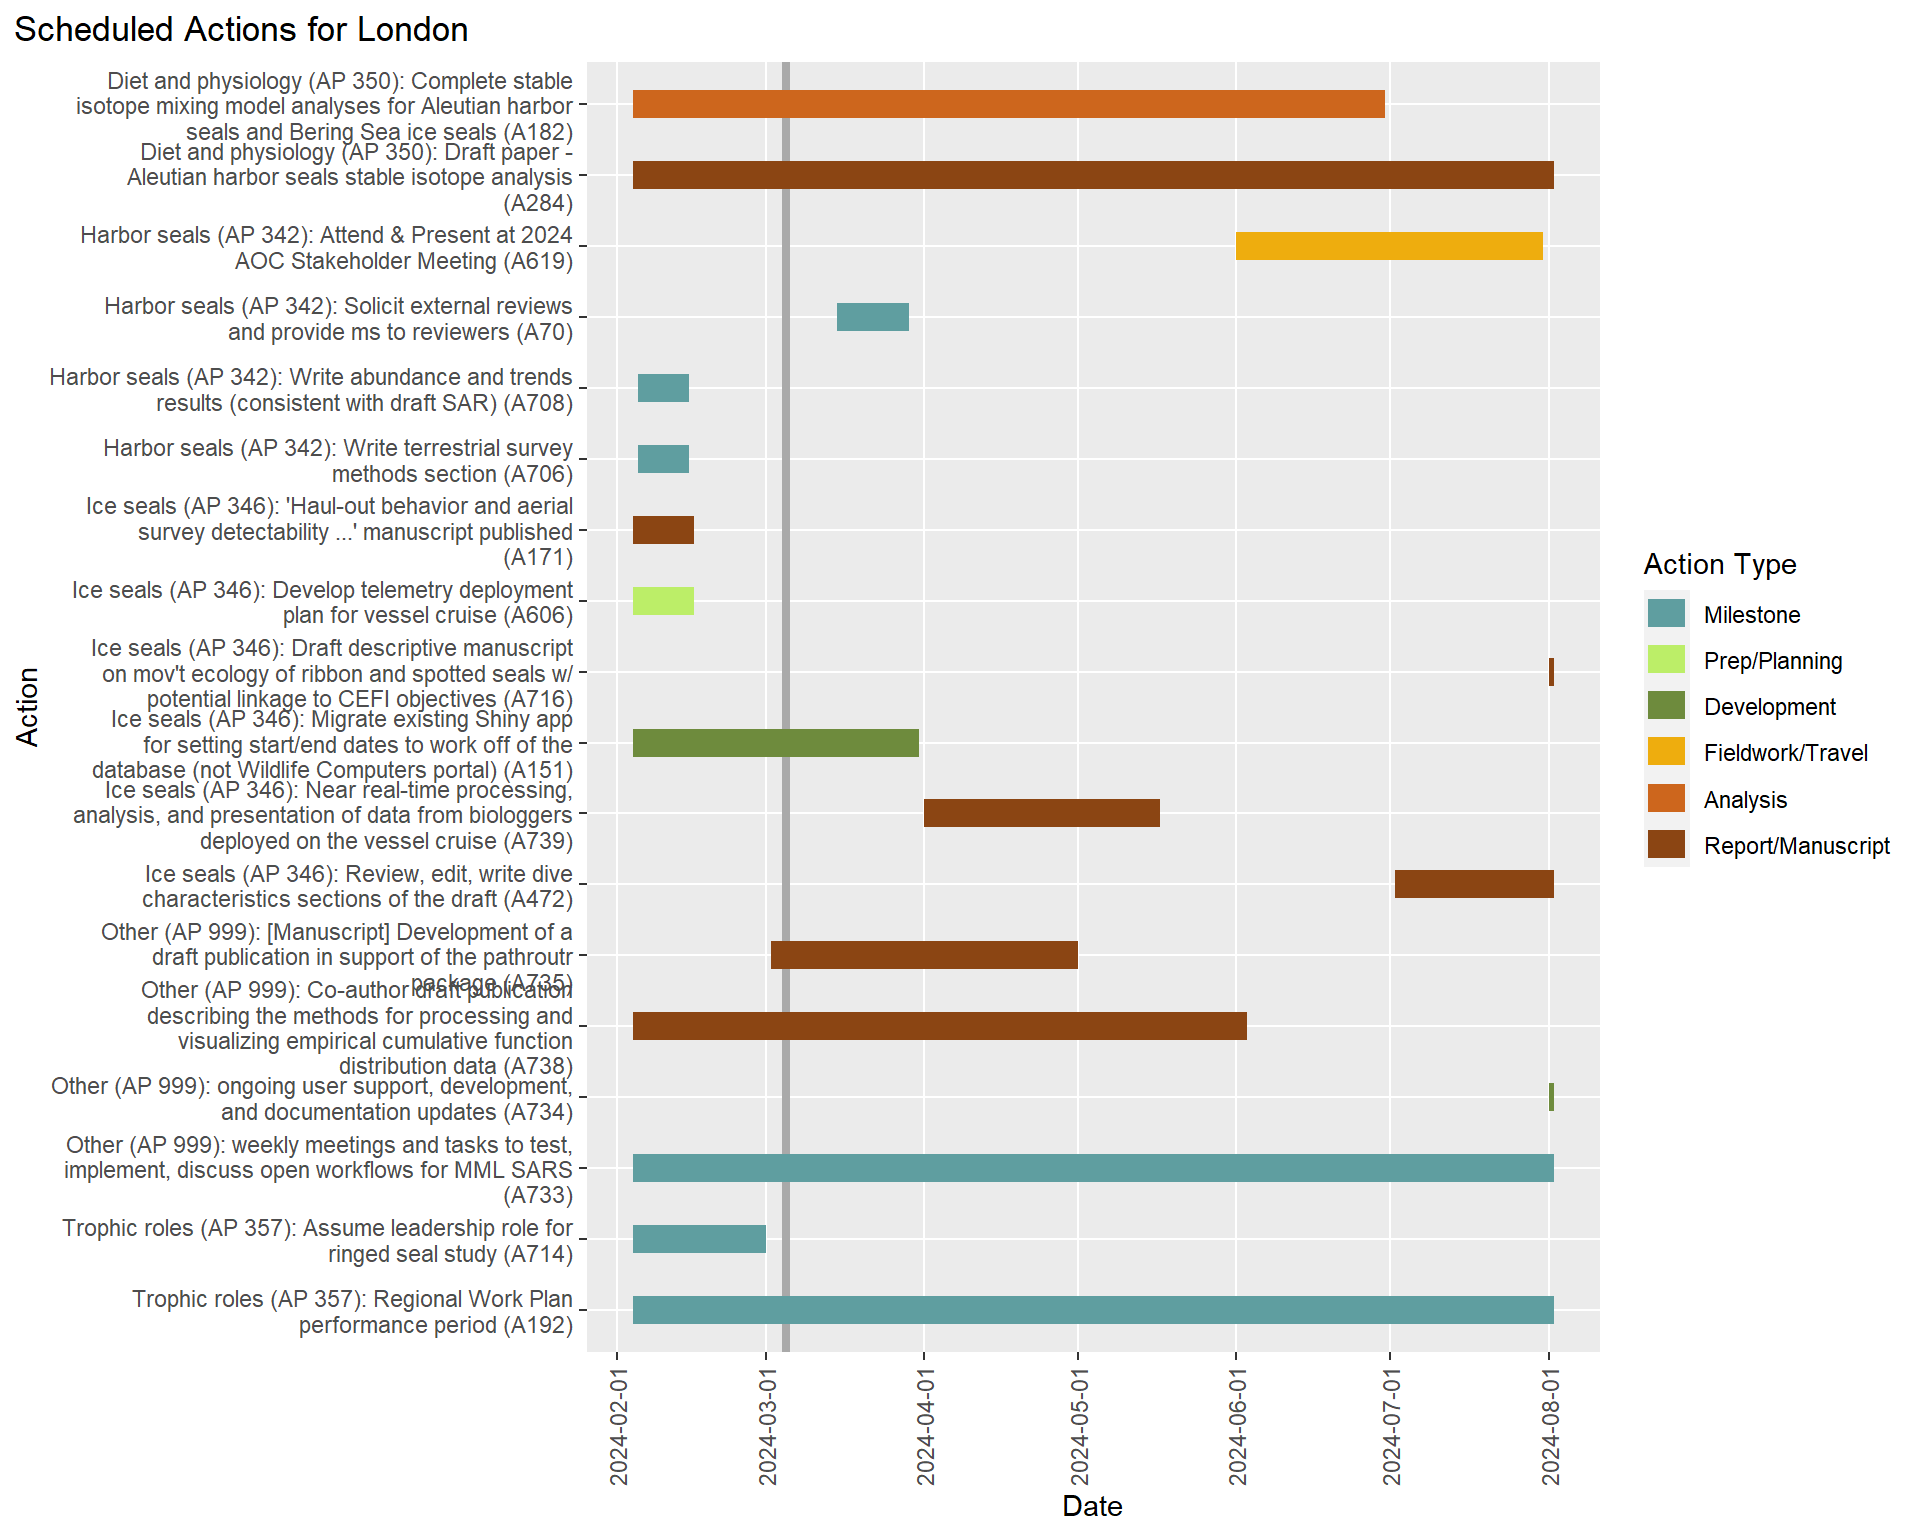 Scheduled Actions for London
Diet and physiology (AP 350): Complete stable
isotope mixing model analyses for Aleutian harbor
seals and Bering Sea ice seals (A182)
Diet and physiology (AP 350): Draft paper -
Aleutian harbor seals stable isotope analysis
(A284)
Harbor seals (AP 342): Attend & Present at 2024
AOC Stakeholder Meeting (A619)
Harbor seals (AP 342): Solicit external reviews
and provide ms to reviewers (A70)
Harbor seals (AP 342): Write abundance and trends
results (consistent with draft SAR) (A708)
Harbor seals (AP 342): Write terrestrial survey
methods section (A706)
Ice seals (AP 346): 'Haul-out behavior and aerial
survey detectability ...' manuscript published
(A171)
Ice seals (AP 346): Develop telemetry deployment
plan for vessel cruise (A606)
Ice seals (AP 346): Draft descriptive manuscript
on mov't ecology of ribbon and spotted seals w/
potential linkage to CEFI objectives (A716)
Ice seals (AP 346): Migrate existing Shiny app
for setting start/end dates to work off of the
database (not Wildlife Computers portal) (A151)
Ice seals (AP 346): Near real-time processing,
analysis, and presentation of data from biologgers
deployed on the vessel cruise (A739)
Ice seals (AP 346): Review, edit, write dive
characteristics sections of the draft (A472)
Other (AP 999): [Manuscript] Development of a
draft publication in support of the pathroutr
package (A735)
Other (AP 999): Co-author draft publication
describing the methods for processing and
visualizing empirical cumulative function
distribution data (A738)
Other (AP 999): ongoing user support, development,
and documentation updates (A734)
Other (AP 999): weekly meetings and tasks to test,
implement, discuss open workflows for MML SARS
(A733)
Trophic roles (AP 357): Assume leadership role for
ringed seal study (A714)
Trophic roles (AP 357): Regional Work Plan
performance period (A192)
Action
2024-02-01
2024-03-01
2024-04-01
2024-05-01
2024-06-01
2024-07-01
2024-08-01
Date
Action Type
Milestone
Prep/Planning
Development
Fieldwork/Travel
Analysis
Report/Manuscript